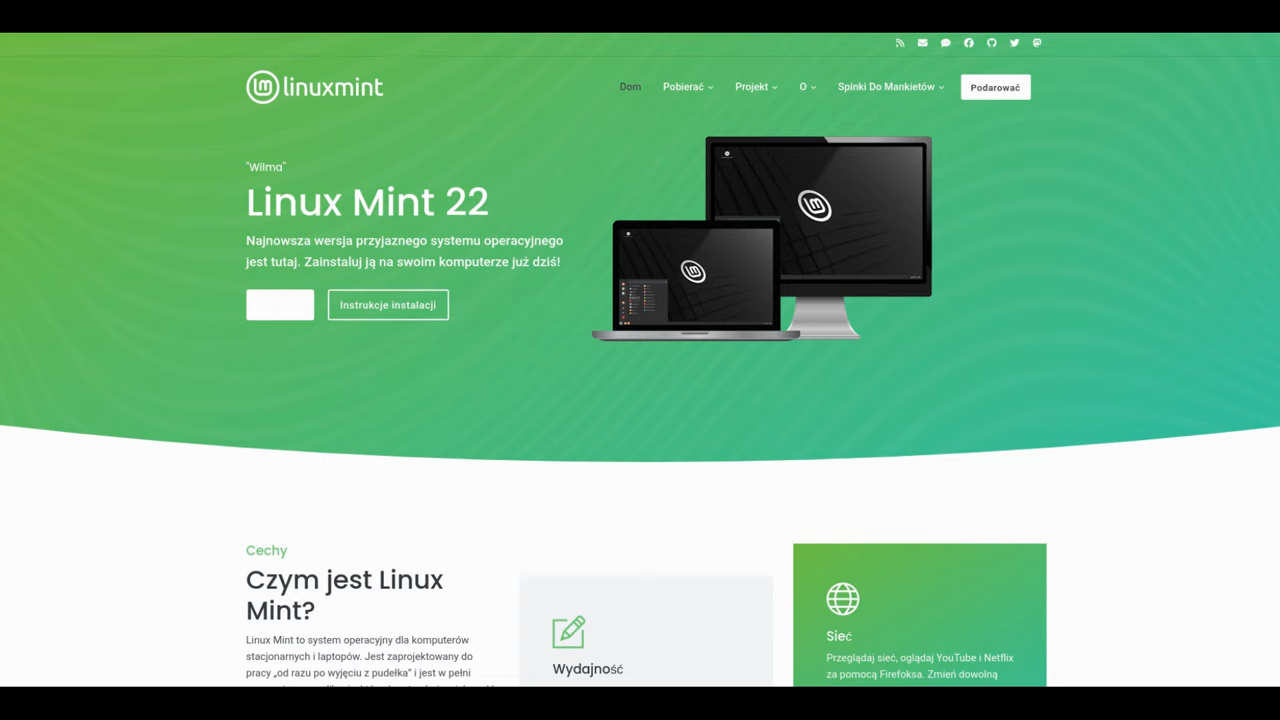 linuxmint
Dom Pobierać Projekt O Spinki Do Mankietów Podarować
"Wilma"
Linux Mint 22
Najnowsza wersja przyjaznego systemu operacyjnego
jest tutaj. Zainstaluj ją na swoim komputerze już dziś!
Instrukcje instalacji
Cechy
Czym jest Linux
Mint?
Linux Mint to system operacyjny dla komputerów
stacjonarnych i laptopów. Jest zaprojektowany do
pracy „od razu po wyjęciu z pudełka” i jest w pełni
Wydajność
Sieć
Przeglądaj sieć, oglądaj YouTube i Netflix
za pomocą Firefoksa. Zmień dowolną